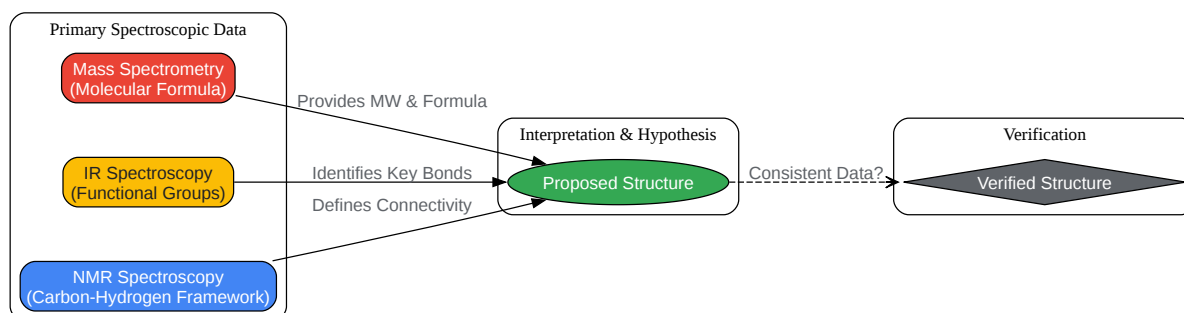 Primary Spectroscopic Data
Mass Spectrometry
(Molecular Formula)
Provides MW & Formula
IR Spectroscopy
(Functional Groups)
Identifies Key Bonds
NMR Spectroscopy
(Carbon-Hydrogen Framework)
Defines Connectivity
Interpretation & Hypothesis
Proposed Structure
Consistent Data?
Verification
Verified Structure